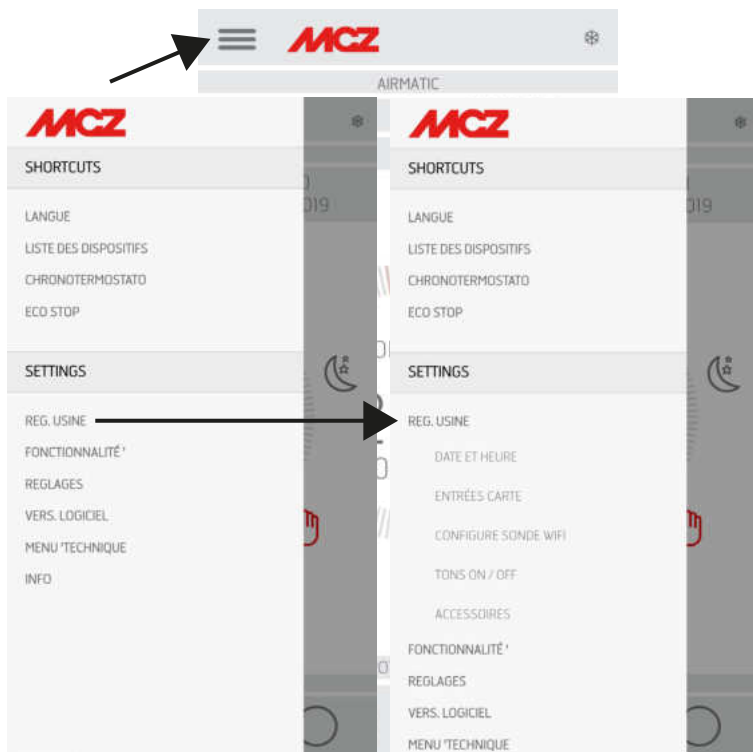 MCZ
AIRMATIC
MCZ
SHORTCUTS
LANGUE
LISTE DES DISPOSITIFS
CHRONOTERMOSTATO
ECO STOP
SETTINGS
REG. USINE
FONCTIONNALITÉ '
REGLAGES
VERS. LOGICIEL
MENU 'TECHNIQUE
INFO
019
MCZ
SHORTCUTS
LANGUE
LISTE DES DISPOSITIFS
CHRONOTERMOSTATO
ECO STOP
SETTINGS
REG. USINE
DATE ET HEURE
ENTRÉES CARTE
CONFIGURE SONDE WIFI
TONS ON / OFF
ACCESSOIRES
FONCTIONNALITÉ '
REGLAGES
VERS. LOGICIEL
MENU 'TECHNIQUE
019